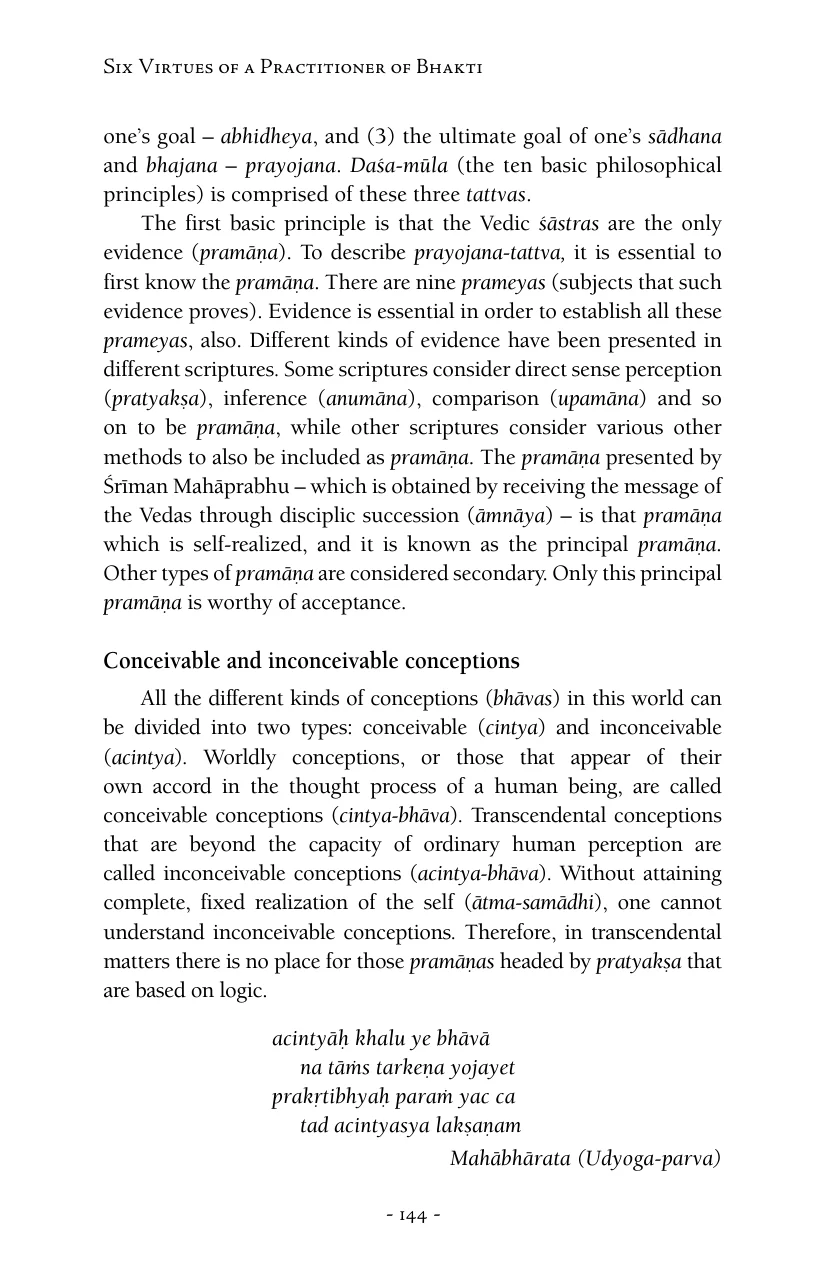 Six Virtues of a Practitioner of Bhakti
one’s goal – abhidheya, and (3) the ultimate goal of one’s sādhana
and bhajana – prayojana. Daśa-mūla (the ten basic philosophical
principles) is comprised of these three tattvas.
The first basic principle is that the Vedic śāstras are the only
evidence (pramāṇa). To describe prayojana-tattva, it is essential to
first know the pramāṇa. There are nine prameyas (subjects that such
evidence proves). Evidence is essential in order to establish all these
prameyas, also. Different kinds of evidence have been presented in
different scriptures. Some scriptures consider direct sense perception
(pratyakṣa), inference (anumāna), comparison (upamāna) and so
on to be pramāṇa, while other scriptures consider various other
methods to also be included as pramāṇa. The pramāṇa presented by
Śrīman Mahāprabhu – which is obtained by receiving the message of
the Vedas through disciplic succession (āmnāya) – is that pramāṇa
which is self-realized, and it is known as the principal pramāṇa.
Other types of pramāṇa are considered secondary. Only this principal
pramāṇa is worthy of acceptance.
Conceivable and inconceivable conceptions
All the different kinds of conceptions (bhāvas) in this world can
be divided into two types: conceivable (cintya) and inconceivable
(acintya). Worldly conceptions, or those that appear of their
own accord in the thought process of a human being, are called
conceivable conceptions (cintya-bhāva). Transcendental conceptions
that are beyond the capacity of ordinary human perception are
called inconceivable conceptions (acintya-bhāva). Without attaining
complete, fixed realization of the self (ātma-samādhi), one cannot
understand inconceivable conceptions. Therefore, in transcendental
matters there is no place for those pramāṇas headed by pratyakṣa that
are based on logic.
acintyāḥ khalu ye bhāvā
na tāṁs tarkeṇa yojayet
prakṛtibhyaḥ paraṁ yac ca
tad acintyasya lakṣaṇam
Mahābhārata (Udyoga-parva)
- 144 -